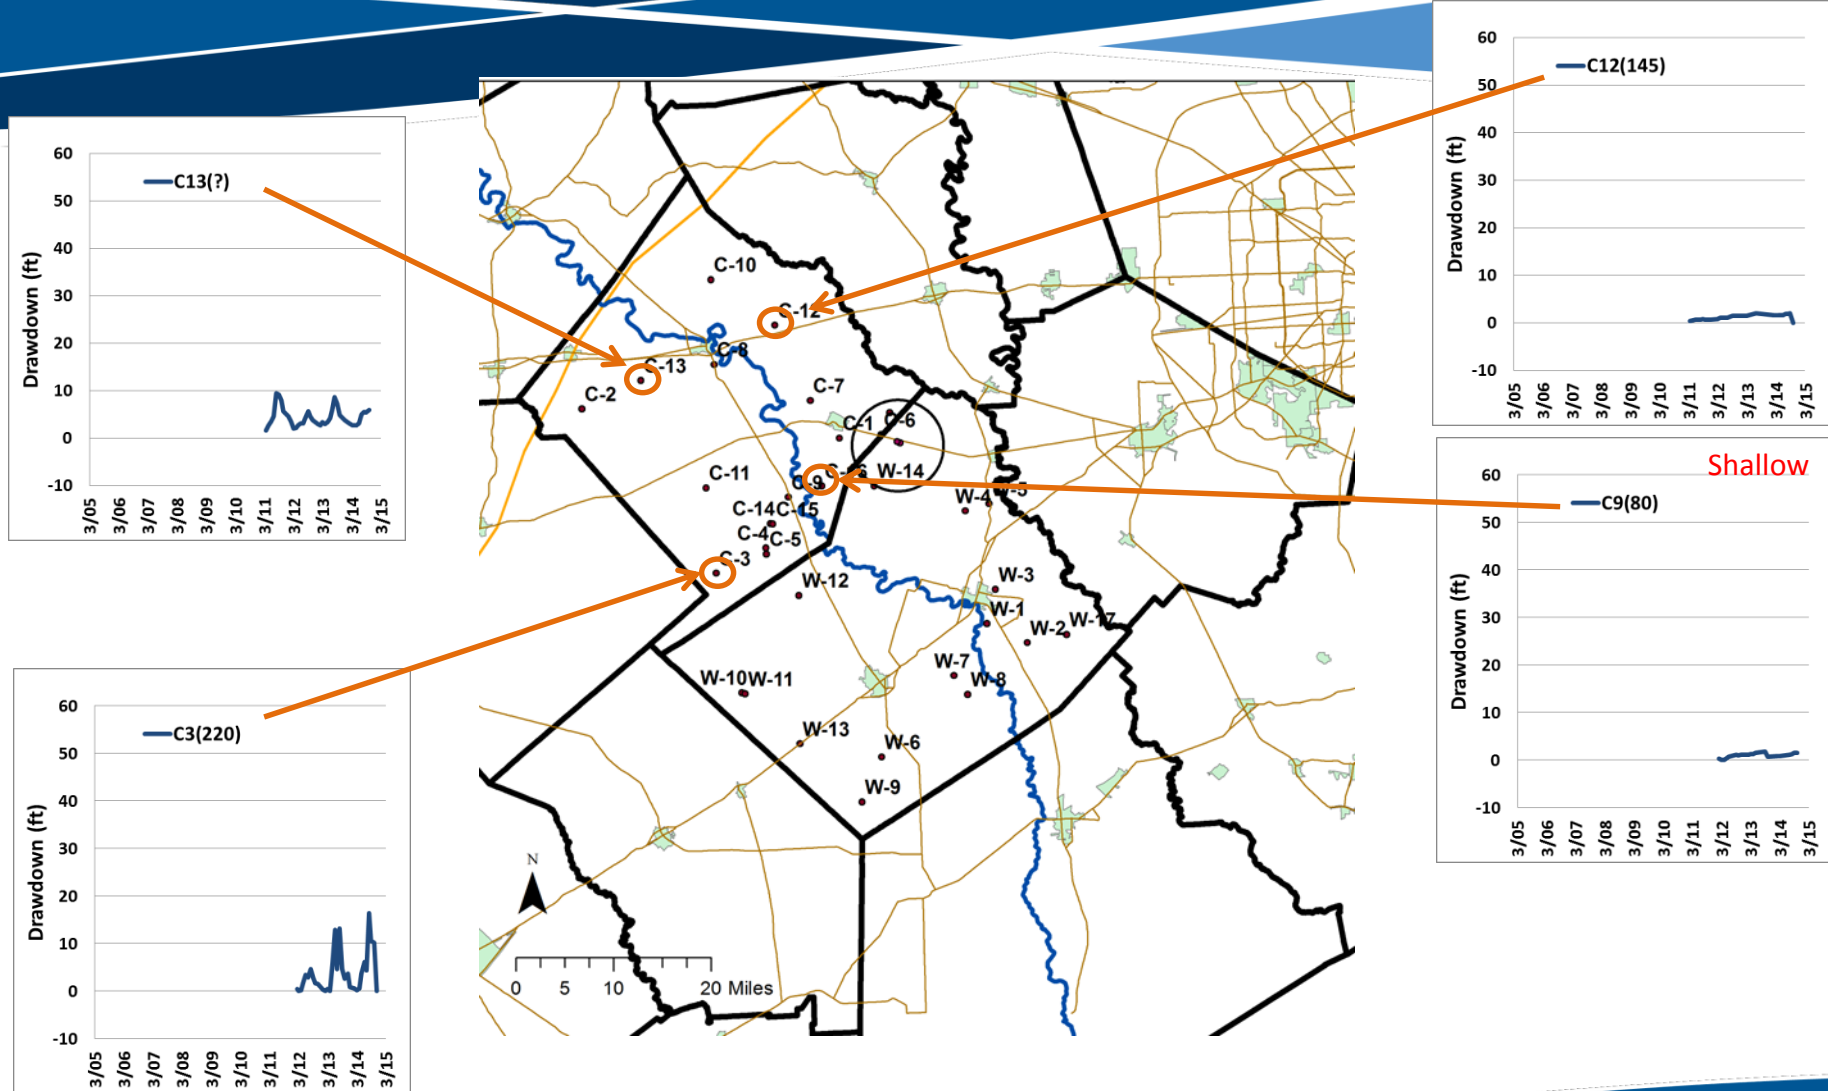 C13(?)
Drawdown (ft)
60
50
40
30
20
10
0
-10
3/05
3/06
3/07
3/08
3/09
3/10
3/11
3/12
3/13
3/14
3/15
C3(220)
Drawdown (ft)
60
50
40
30
20
10
0
-10
3/05
3/06
3/07
3/08
3/09
3/10
3/11
3/12
3/13
3/14
3/15
C-10
C-12
C-8
C-13
C-2
C-7
C-1
C-6
C-11
C-9
W-14
W-4
C-14
C-15
C-4
C-5
C-3
W-12
W-3
W-1
W-2
W-17
W-7
W-8
W-10
W-11
W-13
W-6
W-9
N
0 5 10 20 Miles
C12(145)
Drawdown (ft)
60
50
40
30
20
10
0
-10
3/05
3/06
3/07
3/08
3/09
3/10
3/11
3/12
3/13
3/14
3/15
Shallow
C9(80)
Drawdown (ft)
60
50
40
30
20
10
0
-10
3/05
3/06
3/07
3/08
3/09
3/10
3/11
3/12
3/13
3/14
3/15